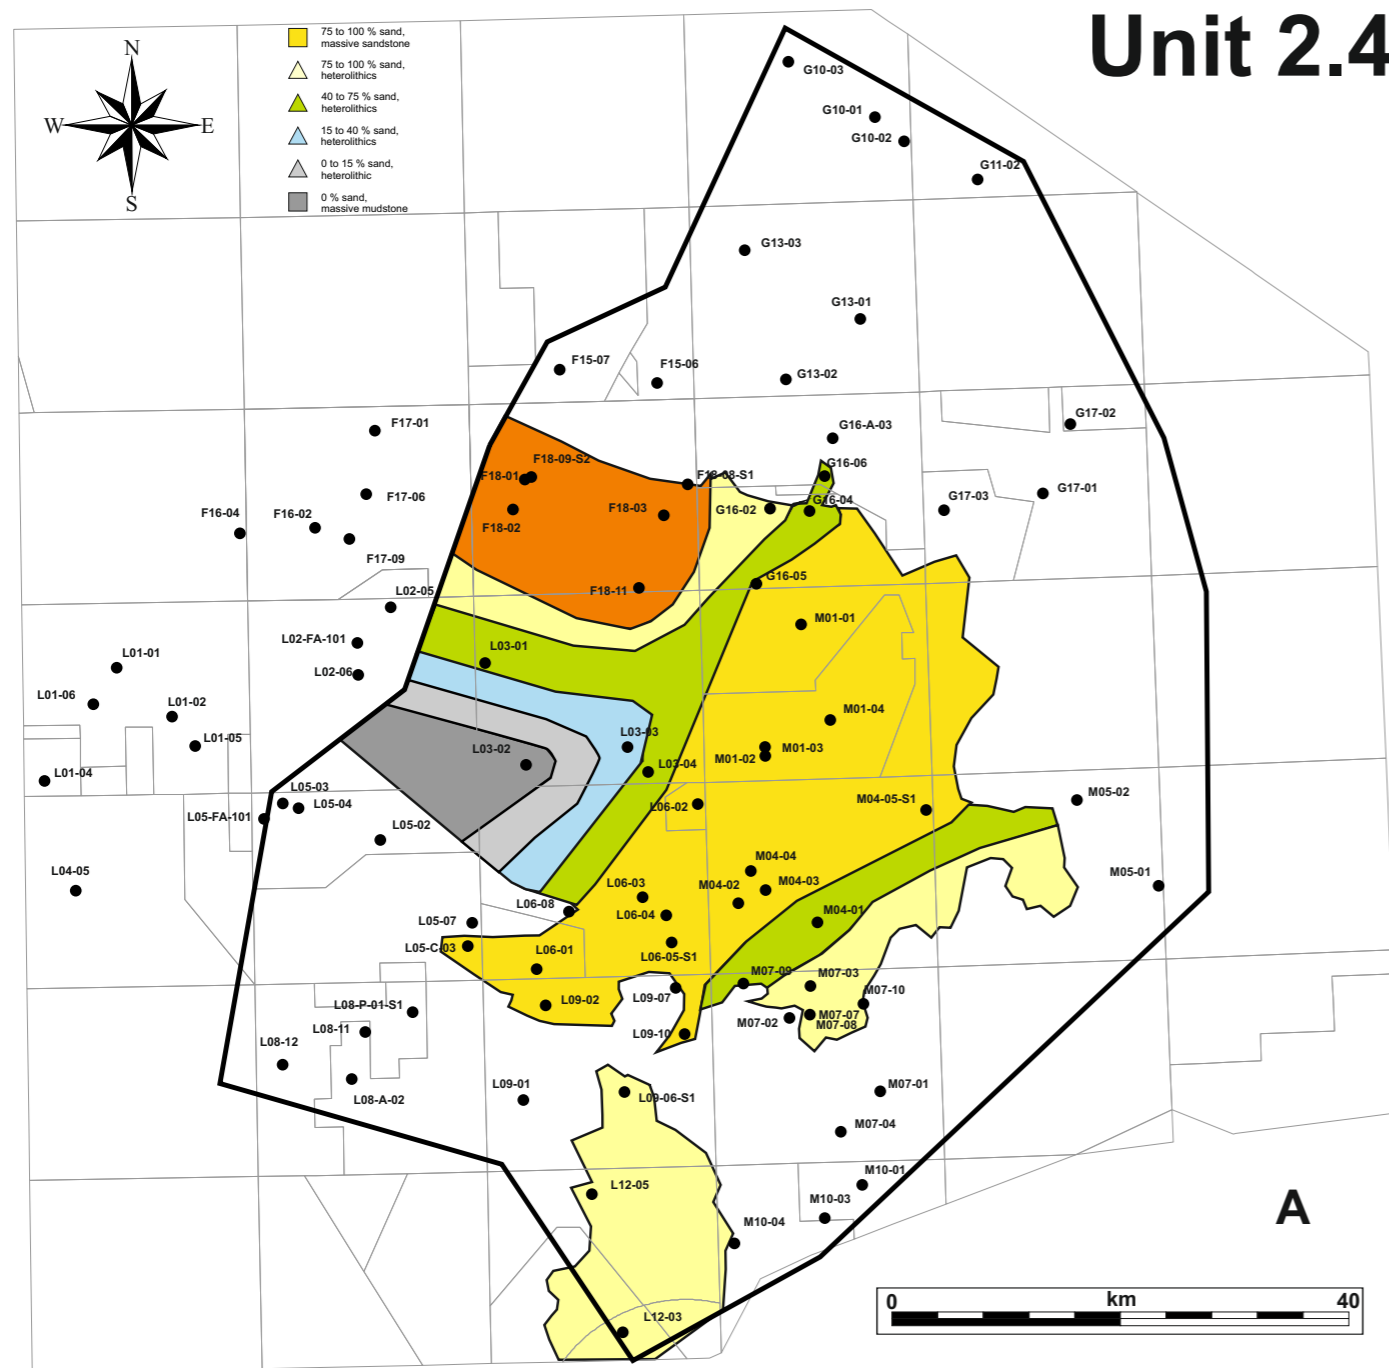 Unit 2.4
75 to 100 % sand,
massive sandstone
75 to 100 % sand,
heterolithics
40 to 75 % sand,
heterolithics
15 to 40 % sand,
heterolithics
0 to 15 % sand,
heterolithic
0 % sand,
massive mudstone
N
W
E
S
G10-03
G10-01
G10-02
G11-02
G13-03
G13-01
G13-02
F15-07
F15-06
G17-02
F17-01
G16-A-03
F18-09-S2
F18-01
F18-08-S1
G16-06
F17-06
G17-01
G17-03
F16-04
F16-02
F18-02
F18-03
G16-02
G16-04
F17-09
G16-05
F18-11
L02-05
M01-01
L02-FA-101
L03-01
L01-01
L02-06
L01-06
L01-02
M01-04
L01-05
L03-03
M01-03
M01-02
L03-02
L03-04
L01-04
L05-03
L05-04
L06-02
M04-05-S1
M05-02
L05-FA-101
L05-02
L04-05
M04-04
M05-01
L06-03
M04-02
M04-03
L06-08
L06-04
M04-01
L05-07
L05-C-03
L06-01
L06-05-S1
M07-09
M07-03
L09-07
M07-10
L08-P-01-S1
L09-02
M07-07
M07-02
M07-08
L08-11
L09-10
L08-12
L09-01
L09-06-S1
M07-01
L08-A-02
M07-04
M10-01
L12-05
M10-03
M10-04
A
0
km
40
L12-03